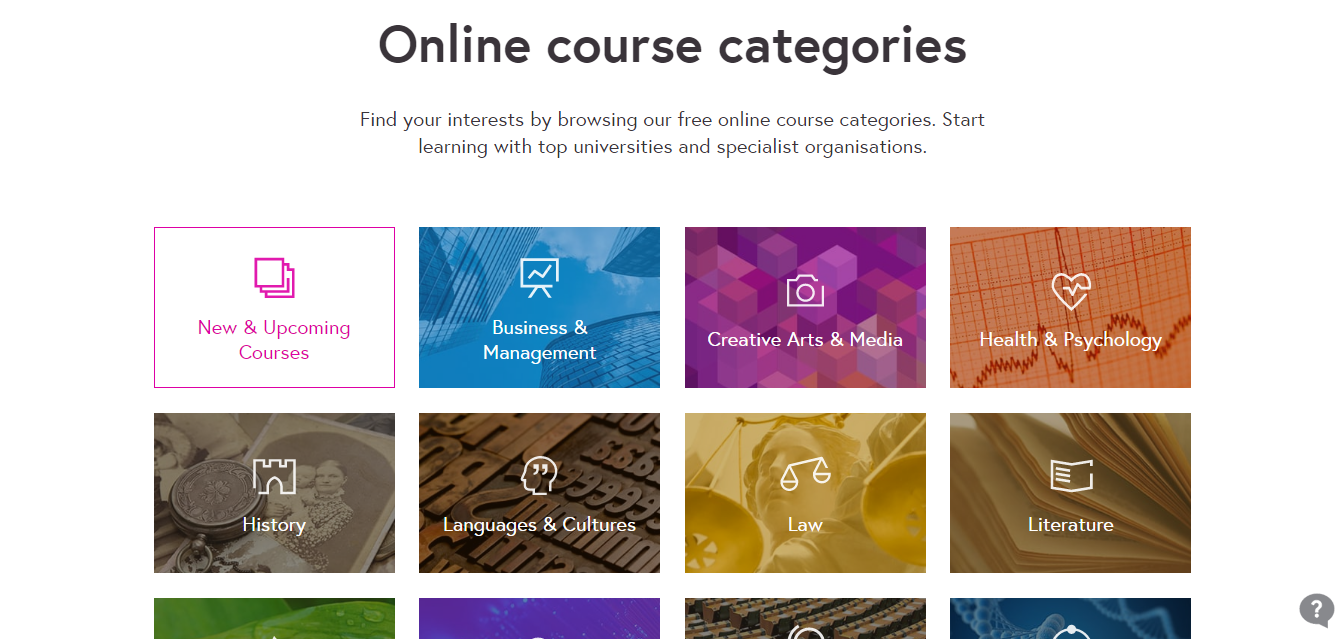 Online course categories
Find your interests by browsing our free online course categories. Start
learning with top universities and specialist organisations.
New & Upcoming
Courses
Business &
Management
Creative Arts & Media
Health & Psychology
History
Languages & Cultures
Law
Literature
?